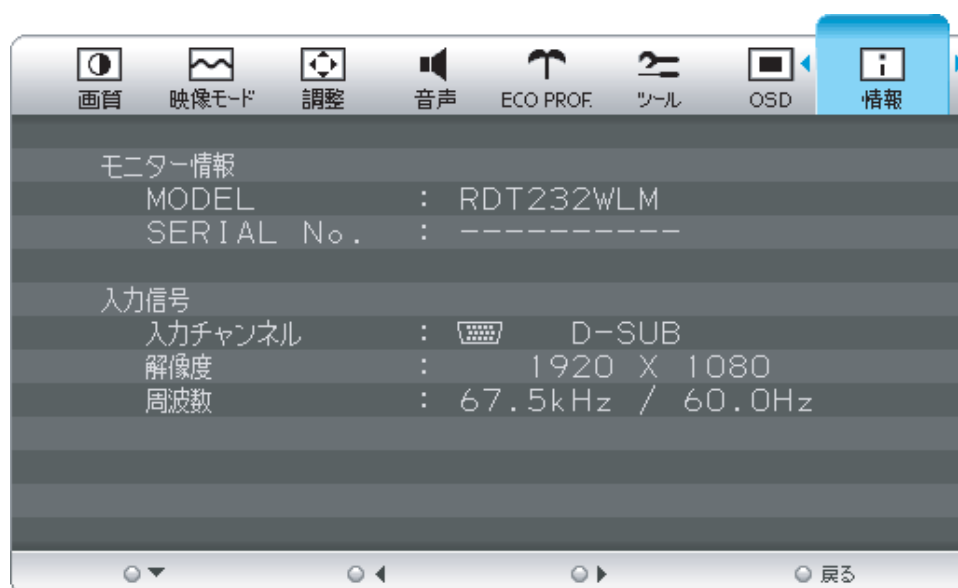 画質 映像モード 調整 音声 ECO PROF. ツール OSD 情報
モニター情報
MODEL : RDT232WLM
SERIAL No. : ----------
入力信号
入力チャンネル : D-SUB
解像度 : 1920 X 1080
周波数 : 67.5kHz / 60.0Hz
戻る